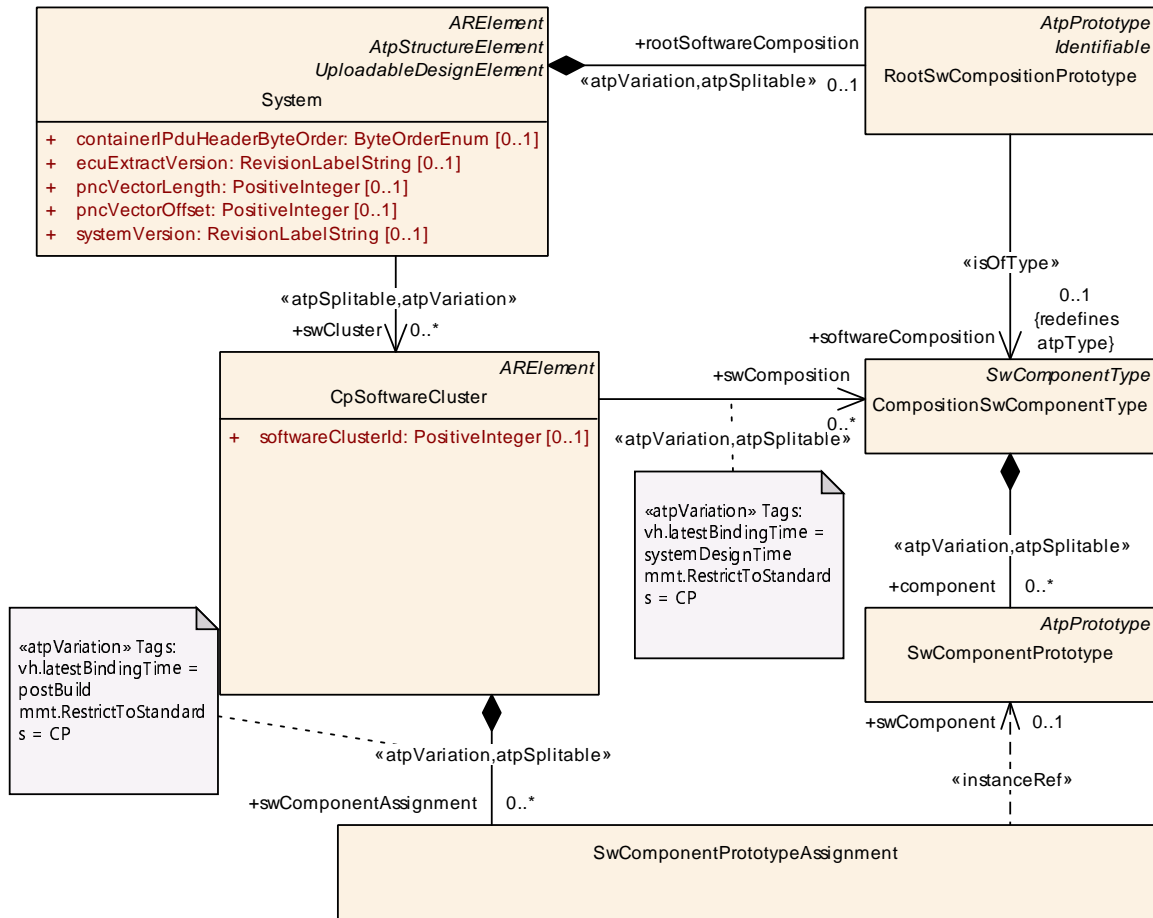 ARElement
AtpStructureElement
UploadableDesignElement
System
+ containerIPduHeaderByteOrder: ByteOrderEnum [0..1]
+ ecuExtractVersion: RevisionLabelString [0..1]
+ pncVectorLength: PositiveInteger [0..1]
+ pncVectorOffset: PositiveInteger [0..1]
+ systemVersion: RevisionLabelString [0..1]
+rootSoftwareComposition
«atpVariation,atpSplitable» 0..1
AtpPrototype
Identifiable
RootSwCompositionPrototype
«isOfType»
0..1
{redefines
atpType}
+softwareComposition
«atpSplitable,atpVariation»
+swCluster 0..*
ARElement
CpSoftwareCluster
+ softwareClusterId: PositiveInteger [0..1]
+swComposition
0..*
«atpVariation,atpSplitable»
SwComponentType
CompositionSwComponentType
«atpVariation» Tags:
vh.latestBindingTime =
systemDesignTime
mmt.RestrictToStandard
s = CP
«atpVariation,atpSplitable»
+component 0..*
AtpPrototype
SwComponentPrototype
«atpVariation» Tags:
vh.latestBindingTime =
postBuild
mmt.RestrictToStandard
s = CP
+swComponent 0..1
«atpVariation,atpSplitable»
«instanceRef»
+swComponentAssignment 0..*
SwComponentPrototypeAssignment